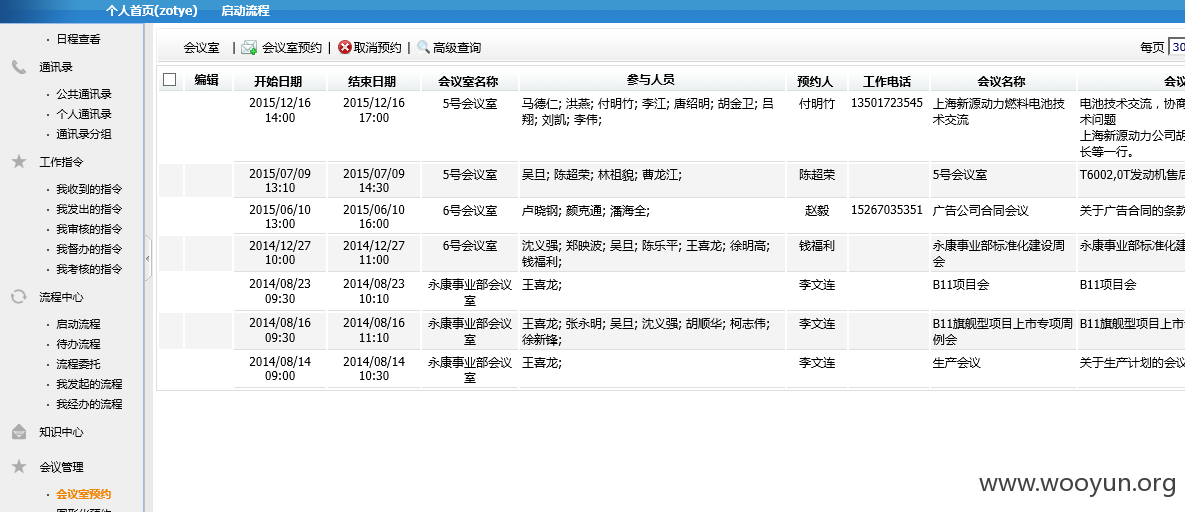 个人首页(zotye) 启动流程
· 日程查看
通讯录
· 公共通讯录
· 个人通讯录
· 通讯录分组
工作指令
· 我收到的指令
· 我发出的指令
· 我审核的指令
· 我督办的指令
· 我考核的指令
流程中心
· 启动流程
· 待办流程
· 流程委托
· 我发起的流程
· 我经办的流程
知识中心
会议管理
· 会议室预约
会议室 | 会议室预约 | 取消预约 | 高级查询 每页 30
编辑 开始日期 结束日期 会议室名称 参与人员 预约人 工作电话 会议名称 会议
2015/12/16 2015/12/16 5号会议室 马德仁; 洪燕; 付明竹; 李江; 唐绍明; 胡金卫; 吕 付明竹 13501723545 上海新源动力燃料电池技 电池技术交流，协商
14:00 17:00 翔; 刘凯; 李伟; 术交流 术问题
上海新源动力公司胡
长等一行。
2015/07/09 2015/07/09 5号会议室 吴旦; 陈超荣; 林祖貌; 曹龙江; 陈超荣 5号会议室 T6002,0T发动机售后
13:10 14:30
2015/06/10 2015/06/10 6号会议室 卢晓钢; 颜克通; 潘海全; 赵毅 15267035351 广告公司合同会议 关于广告合同的条款
13:00 16:00
2014/12/27 2014/12/27 6号会议室 沈义强; 郑映波; 吴旦; 陈乐平; 王喜龙; 徐明高; 钱福利 永康事业部标准化建设周 永康事业部标准化建
10:00 11:00 钱福利; 会
2014/08/23 2014/08/23 永康事业部会议 王喜龙; 李文连 B11项目会 B11项目会
09:30 10:10 室
2014/08/16 2014/08/16 永康事业部会议 王喜龙; 张永明; 吴旦; 沈义强; 胡顺华; 柯志伟; 李文连 B11旗舰型项目上市专项周 B11旗舰型项目上市
09:30 11:10 室 徐新锋; 例会
2014/08/14 2014/08/14 永康事业部会议 王喜龙; 李文连 生产会议 关于生产计划的会议
09:00 10:30 室
www.wooyun.org